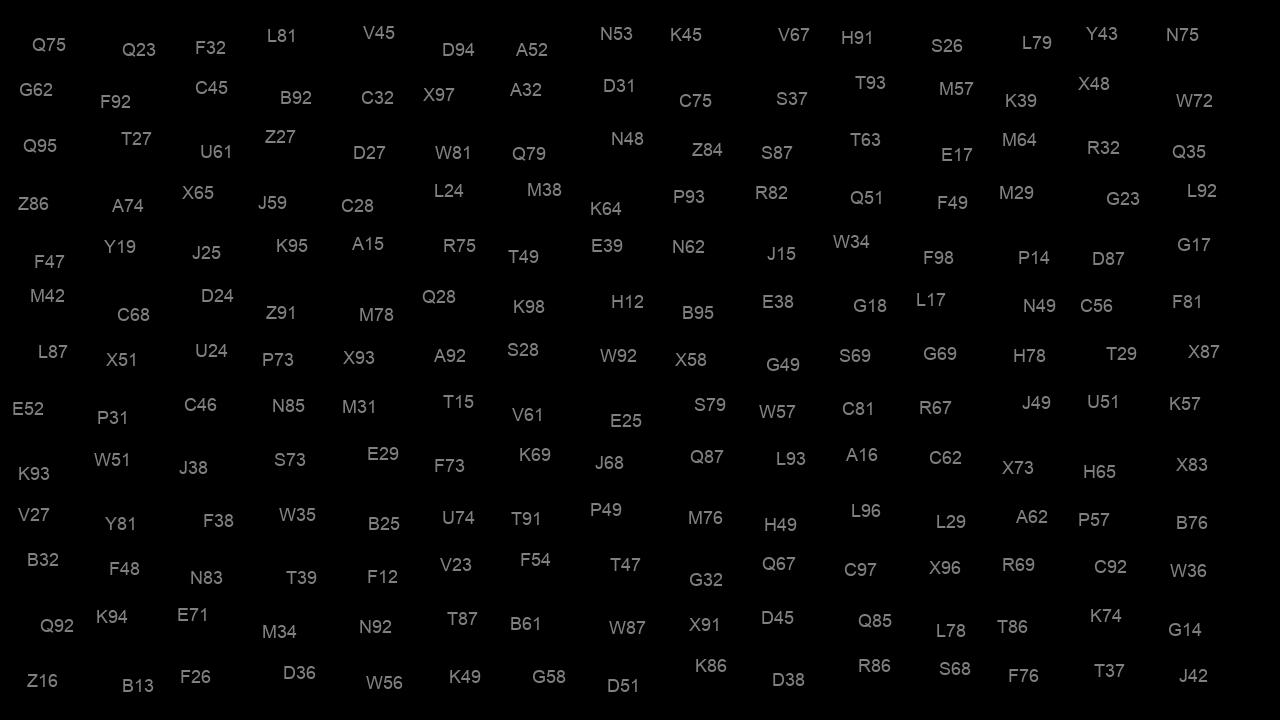 Q75 Q23 F32 L81 V45 D94 A52 N53 K45 V67 H91 S26 L79 Y43 N75
G62 F92 C45 B92 C32 X97 A32 D31 C75 S37 T93 M57 K39 X48 W72
Q95 T27 U61 Z27 D27 W81 Q79 N48 Z84 S87 T63 E17 M64 R32 Q35
Z86 A74 X65 J59 C28 L24 M38 K64 P93 R82 Q51 F49 M29 G23 L92
F47 Y19 J25 K95 A15 R75 T49 E39 N62 J15 W34 F98 P14 D87 G17
M42 C68 D24 Z91 M78 Q28 K98 H12 B95 E38 G18 L17 N49 C56 F81
L87 X51 U24 P73 X93 A92 S28 W92 X58 G49 S69 G69 H78 T29 X87
E52 P31 C46 N85 M31 T15 V61 E25 S79 W57 C81 R67 J49 U51 K57
K93 W51 J38 S73 E29 F73 K69 J68 Q87 L93 A16 C62 X73 H65 X83
V27 Y81 F38 W35 B25 U74 T91 P49 M76 H49 L96 L29 A62 P57 B76
B32 F48 N83 T39 F12 V23 F54 T47 G32 Q67 C97 X96 R69 C92 W36
Q92 K94 E71 M34 N92 T87 B61 W87 X91 D45 Q85 L78 T86 K74 G14
Z16 B13 F26 D36 W56 K49 G58 D51 K86 D38 R86 S68 F76 T37 J42